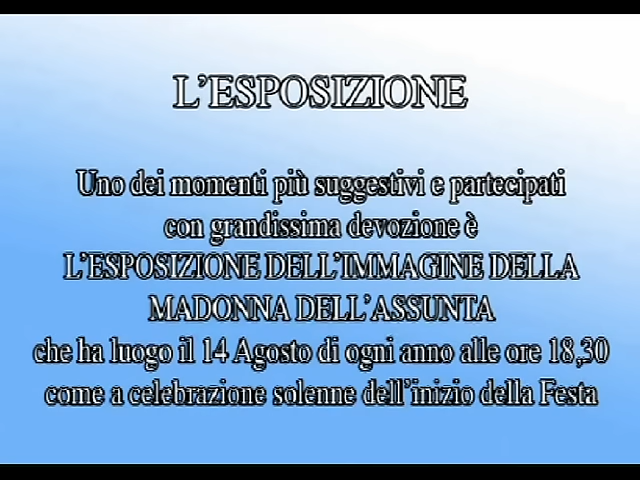 L'ESPOSIZIONE
Uno dei momenti più suggestivi e partecipati
con grandissima devozione è
L'ESPOSIZIONE DELL'IMMAGINE DELLA
MADONNA DELL'ASSUNTA
che ha luogo il 14 Agosto di ogni anno alle ore 18,30
come a celebrazione solenne dell'inizio della Festa